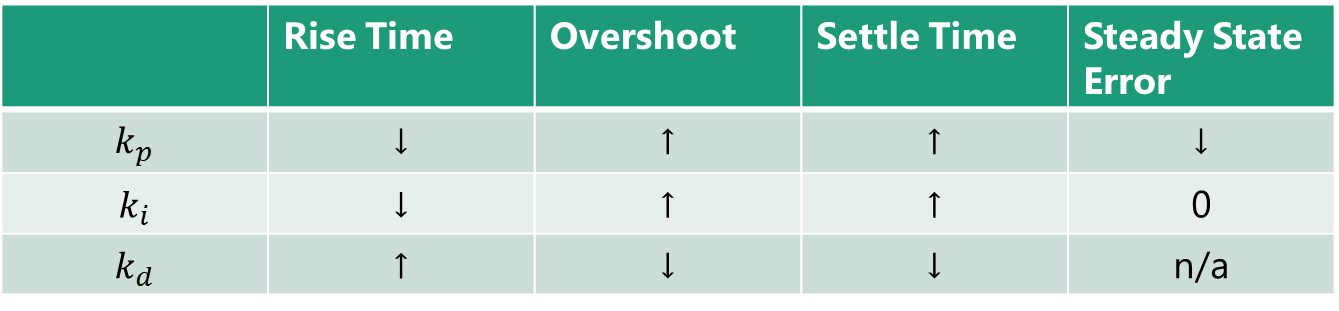 Rise Time Overshoot Settle Time Steady State Error
k_p ↓ ↑ ↑ ↓
k_i ↓ ↑ ↑ 0
k_d ↑ ↓ ↓ n/a